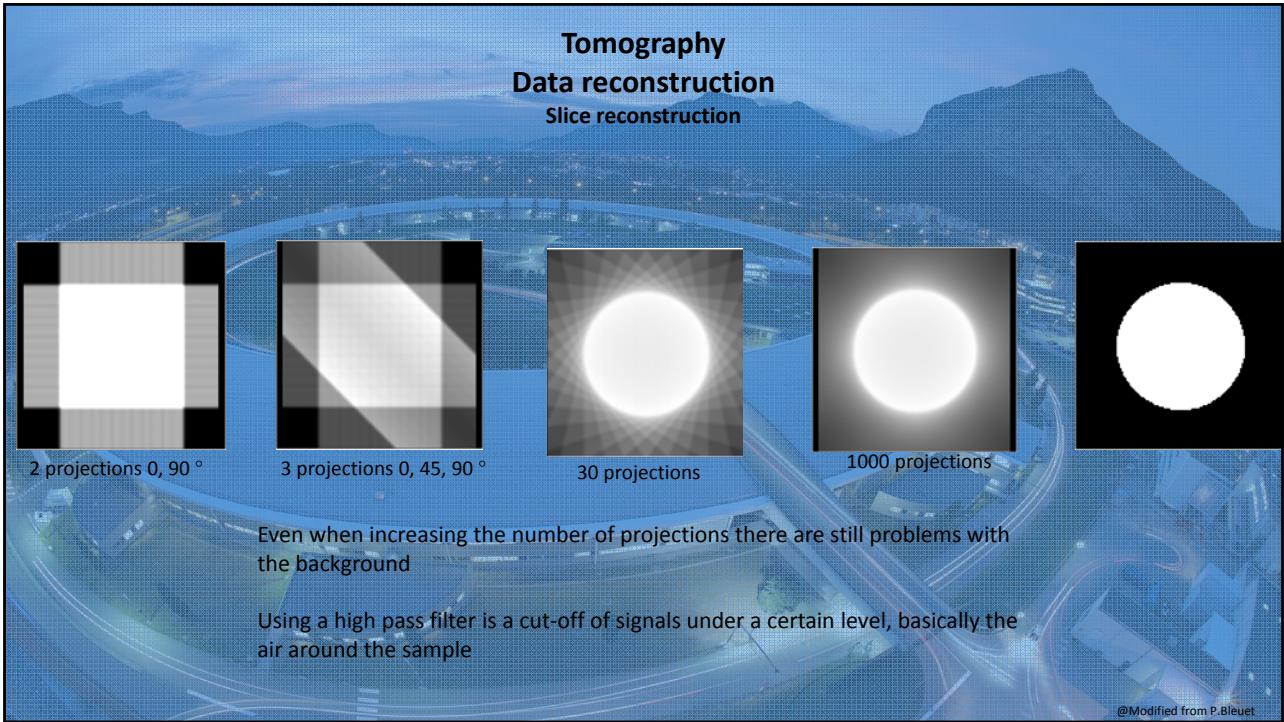 Tomography
Data reconstruction
Slice reconstruction
2 projections 0, 90 °
3 projections 0, 45, 90 °
30 projections
1000 projections
Even when increasing the number of projections there are still problems with
the background
Using a high pass filter is a cut-off of signals under a certain level, basically the
air around the sample
@Modified from P.Bleuet